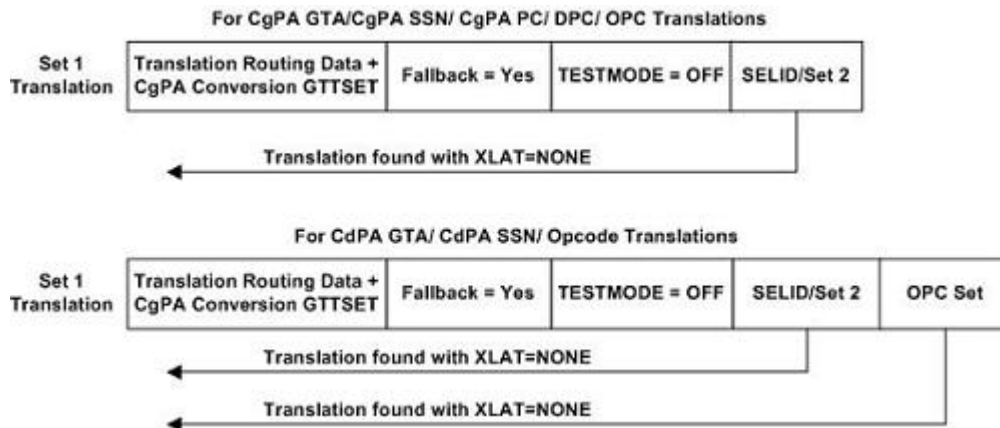 For CgPA GTA/CgPA SSN/ CgPA PC/ DPC/ OPC Translations
Set 1
Translation
Translation Routing Data +
CgPA Conversion GTTSET
Fallback = Yes
TESTMODE = OFF
SELID/Set 2
Translation found with XLAT=NONE
For CdPA GTA/ CdPA SSN/ Opcode Translations
Set 1
Translation
Translation Routing Data +
CgPA Conversion GTTSET
Fallback = Yes
TESTMODE = OFF
SELID/Set 2
OPC Set
Translation found with XLAT=NONE
Translation found with XLAT=NONE